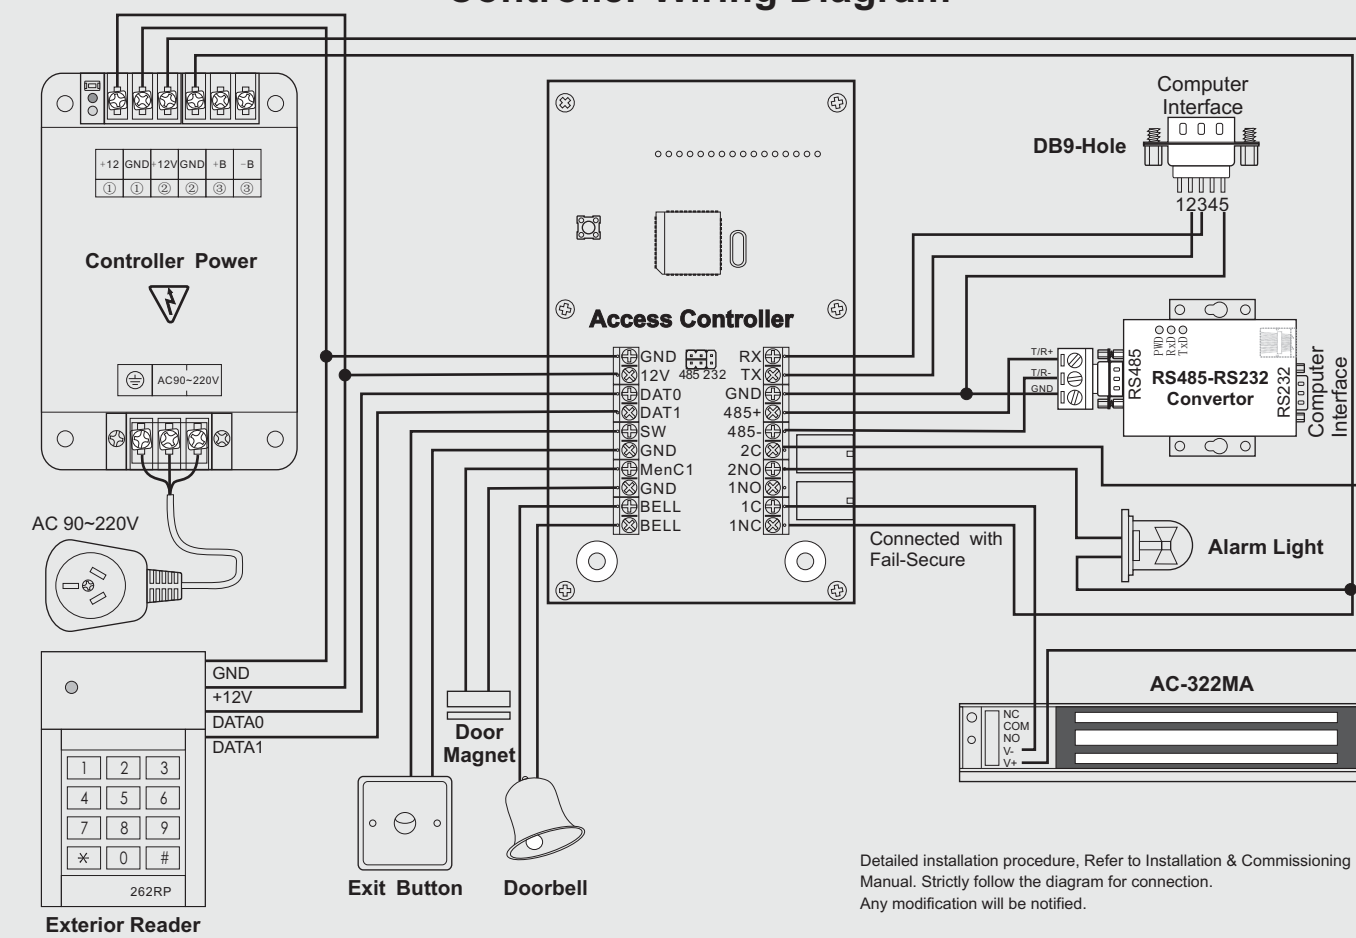 Controller Wiring Diagram
+12 GND +12V GND +B -B
① ① ② ② ③ ③
Controller Power
AC90~220V
AC 90~220V
Access Controller
GND
12V
DAT0
DAT1
SW
GND
MenC1
GND
BELL
BELL
485 232
RX
TX
GND
485+
485-
2C
2NO
1NO
1C
1NC
Connected with
Fail-Secure
Computer
Interface
DB9-Hole
12345
T/R+
T/R-
GND
RS485
PWD
RxD
TxD
RS485-RS232
Convertor
RS232
Computer
Interface
Alarm Light
AC-322MA
NC
COM
NO
V-
V+
GND
+12V
DATA0
DATA1
1 2 3
4 5 6
7 8 9
* 0 #
262RP
Exterior Reader
Door
Magnet
Exit Button
Doorbell
Detailed installation procedure, Refer to Installation & Commissioning
Manual. Strictly follow the diagram for connection.
Any modification will be notified.